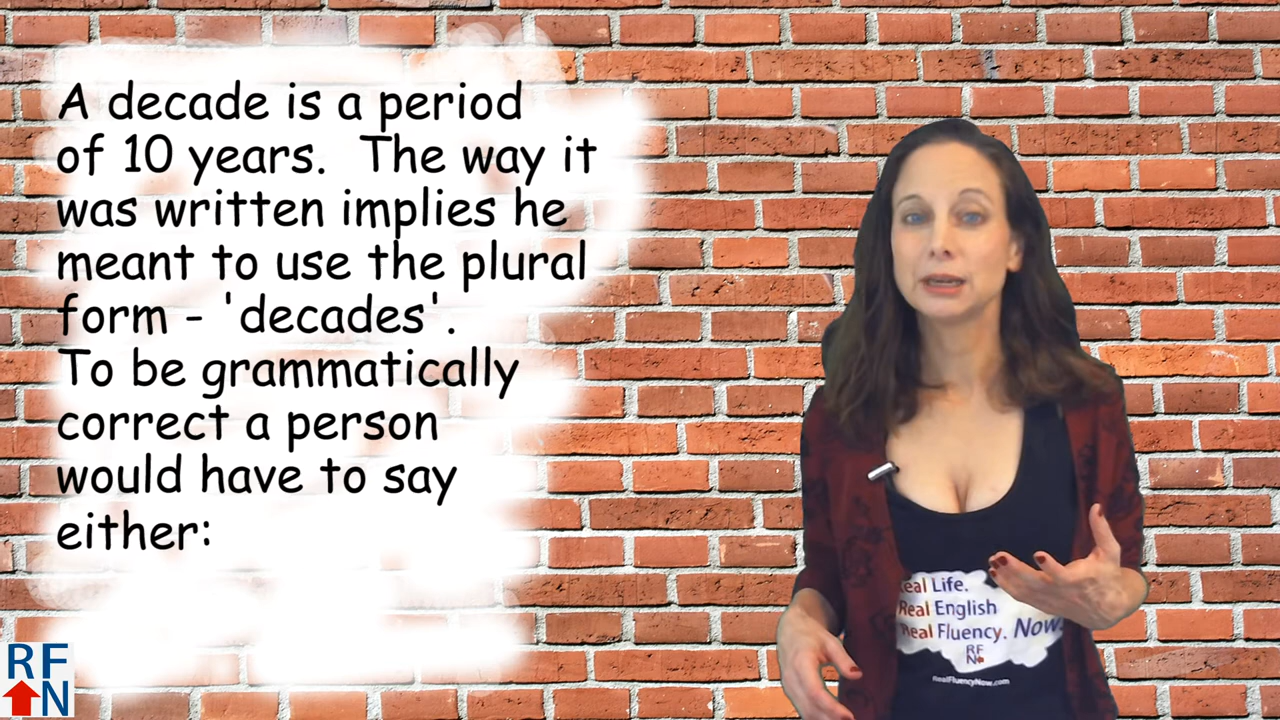 A decade is a period
of 10 years.  The way it
was written implies he
meant to use the plural
form - 'decades'.
To be grammatically
correct a person
would have to say
either:
Real Life.
Real English
Real Fluency. Now.
RF
N
RealFluencyNow.com
RF
N